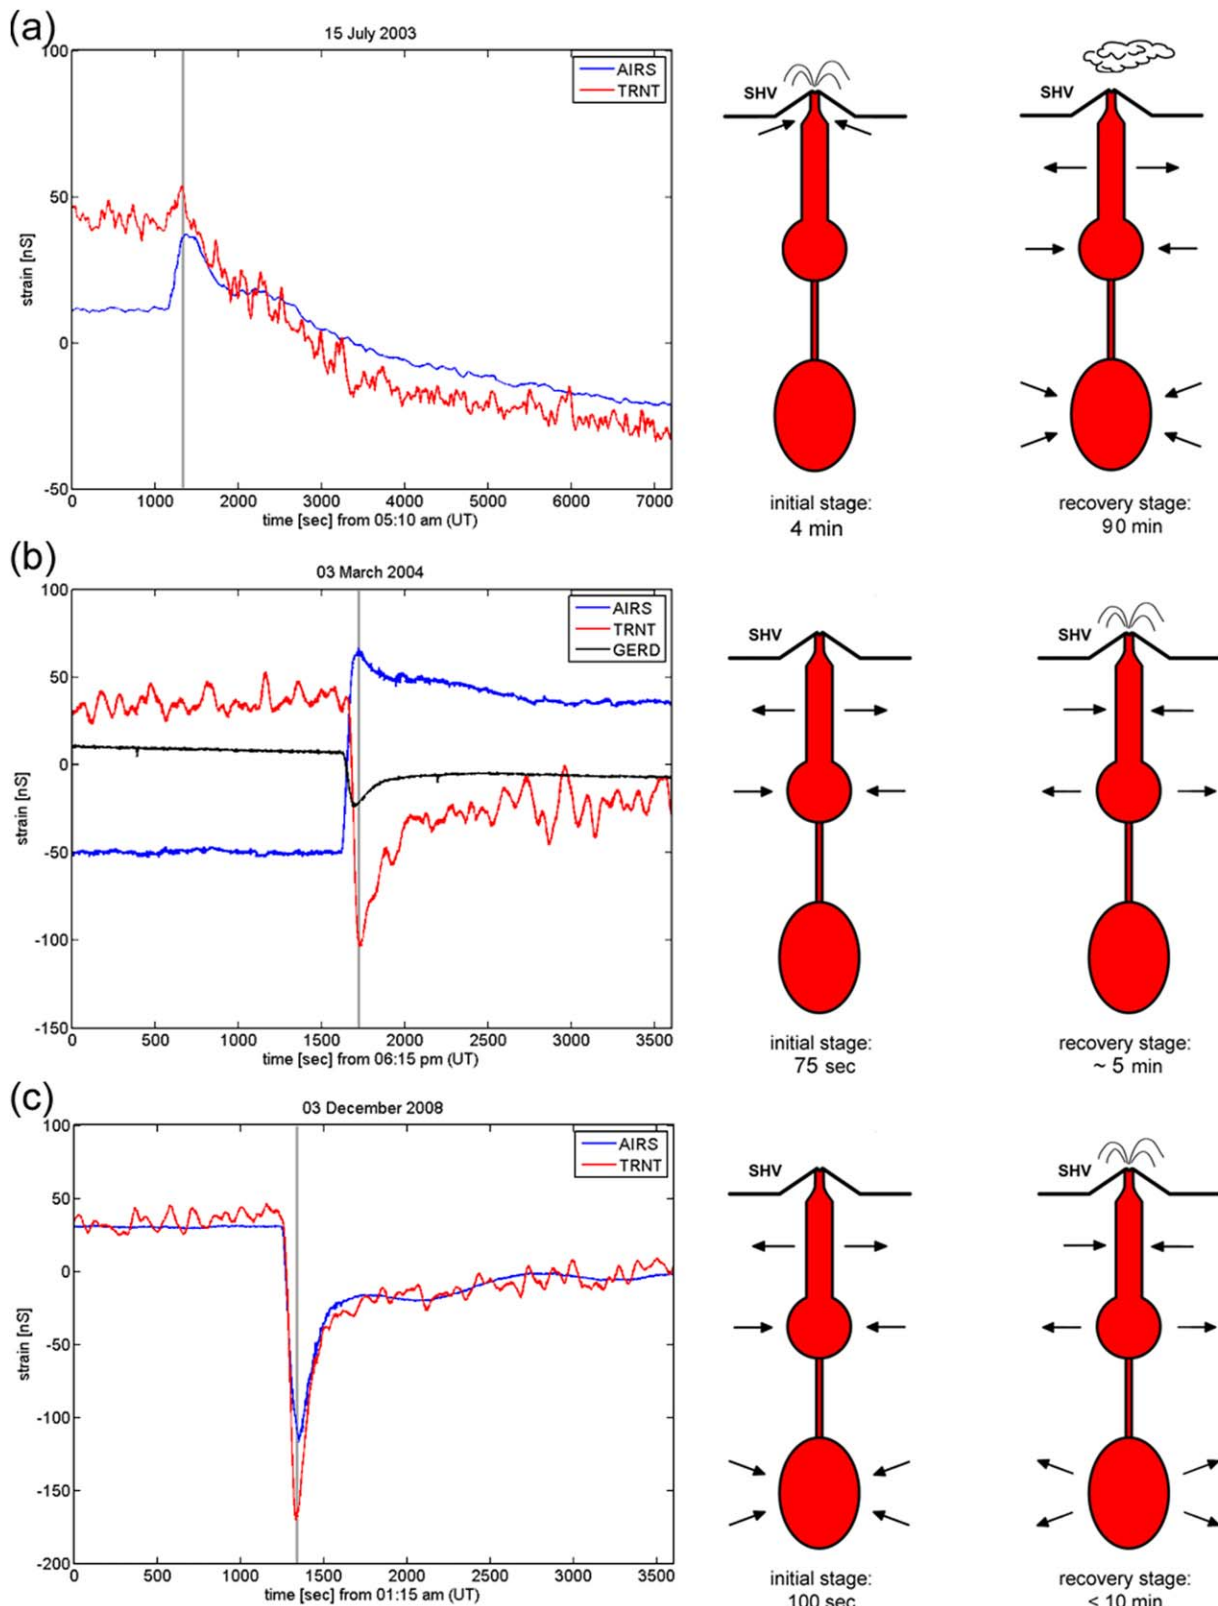 (a)
15 July 2003
AIRS
TRNT
100
50
0
-50
strain [nS]
0 1000 2000 3000 4000 5000 6000 7000
time [sec] from 05:10 am (UT)
SHV
initial stage:
4 min
SHV
recovery stage:
90 min
(b)
03 March 2004
AIRS
TRNT
GERD
100
50
0
-50
-100
-150
strain [nS]
0 500 1000 1500 2000 2500 3000 3500
time [sec] from 06:15 pm (UT)
SHV
initial stage:
75 sec
SHV
recovery stage:
~ 5 min
(c)
03 December 2008
AIRS
TRNT
100
50
0
-50
-100
-150
-200
strain [nS]
0 500 1000 1500 2000 2500 3000 3500
time [sec] from 01:15 am (UT)
SHV
initial stage:
100 sec
SHV
recovery stage:
< 10 min